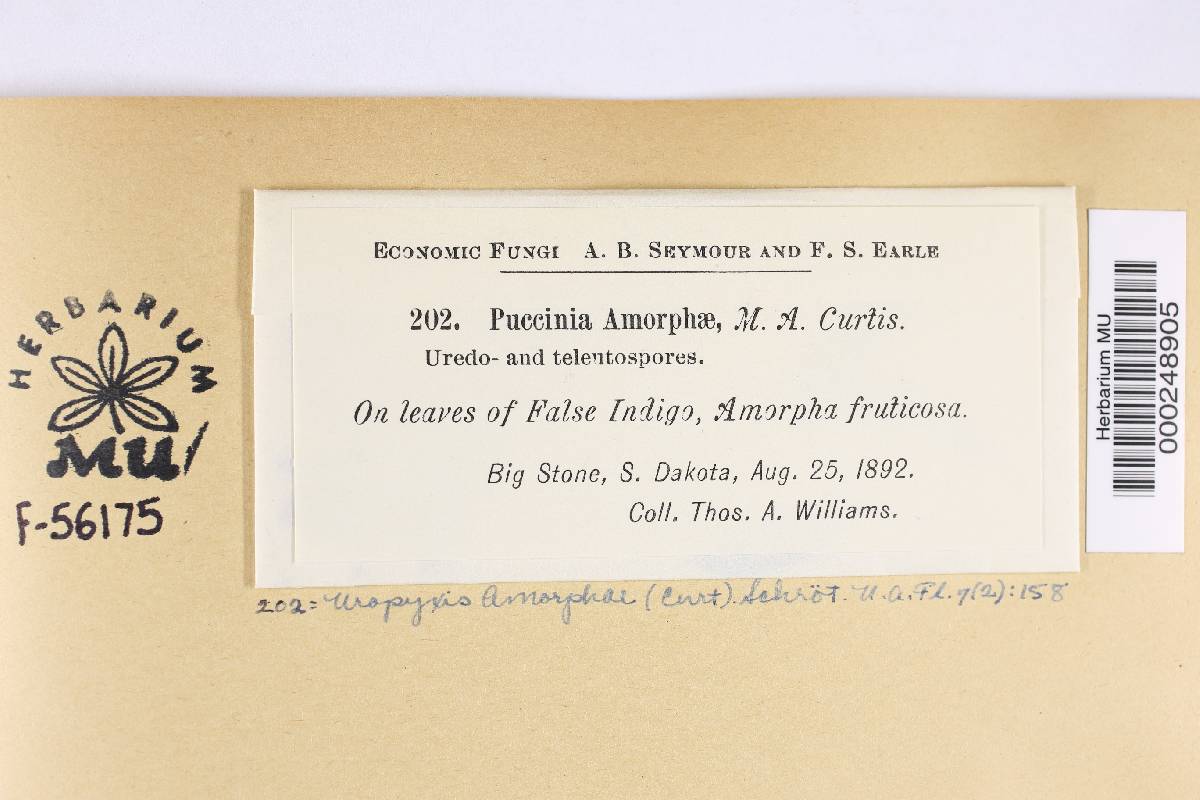 ECONOMIC FUNGI A. B. SEYMOUR AND F. S. EARLE
202. Puccinia Amorphæ, M. A. Curtis.
Uredo- and teleutospores.
On leaves of False Indigo, Amorpha fruticosa.
Big Stone, S. Dakota, Aug. 25, 1892.
Coll. Thos. A. Williams.
202= Uropyxis Amorphae (Curt). Schröt. N.A.Fl. 7(2):158
HERBARIUM
MU
F-56175
Herbarium MU
000248905